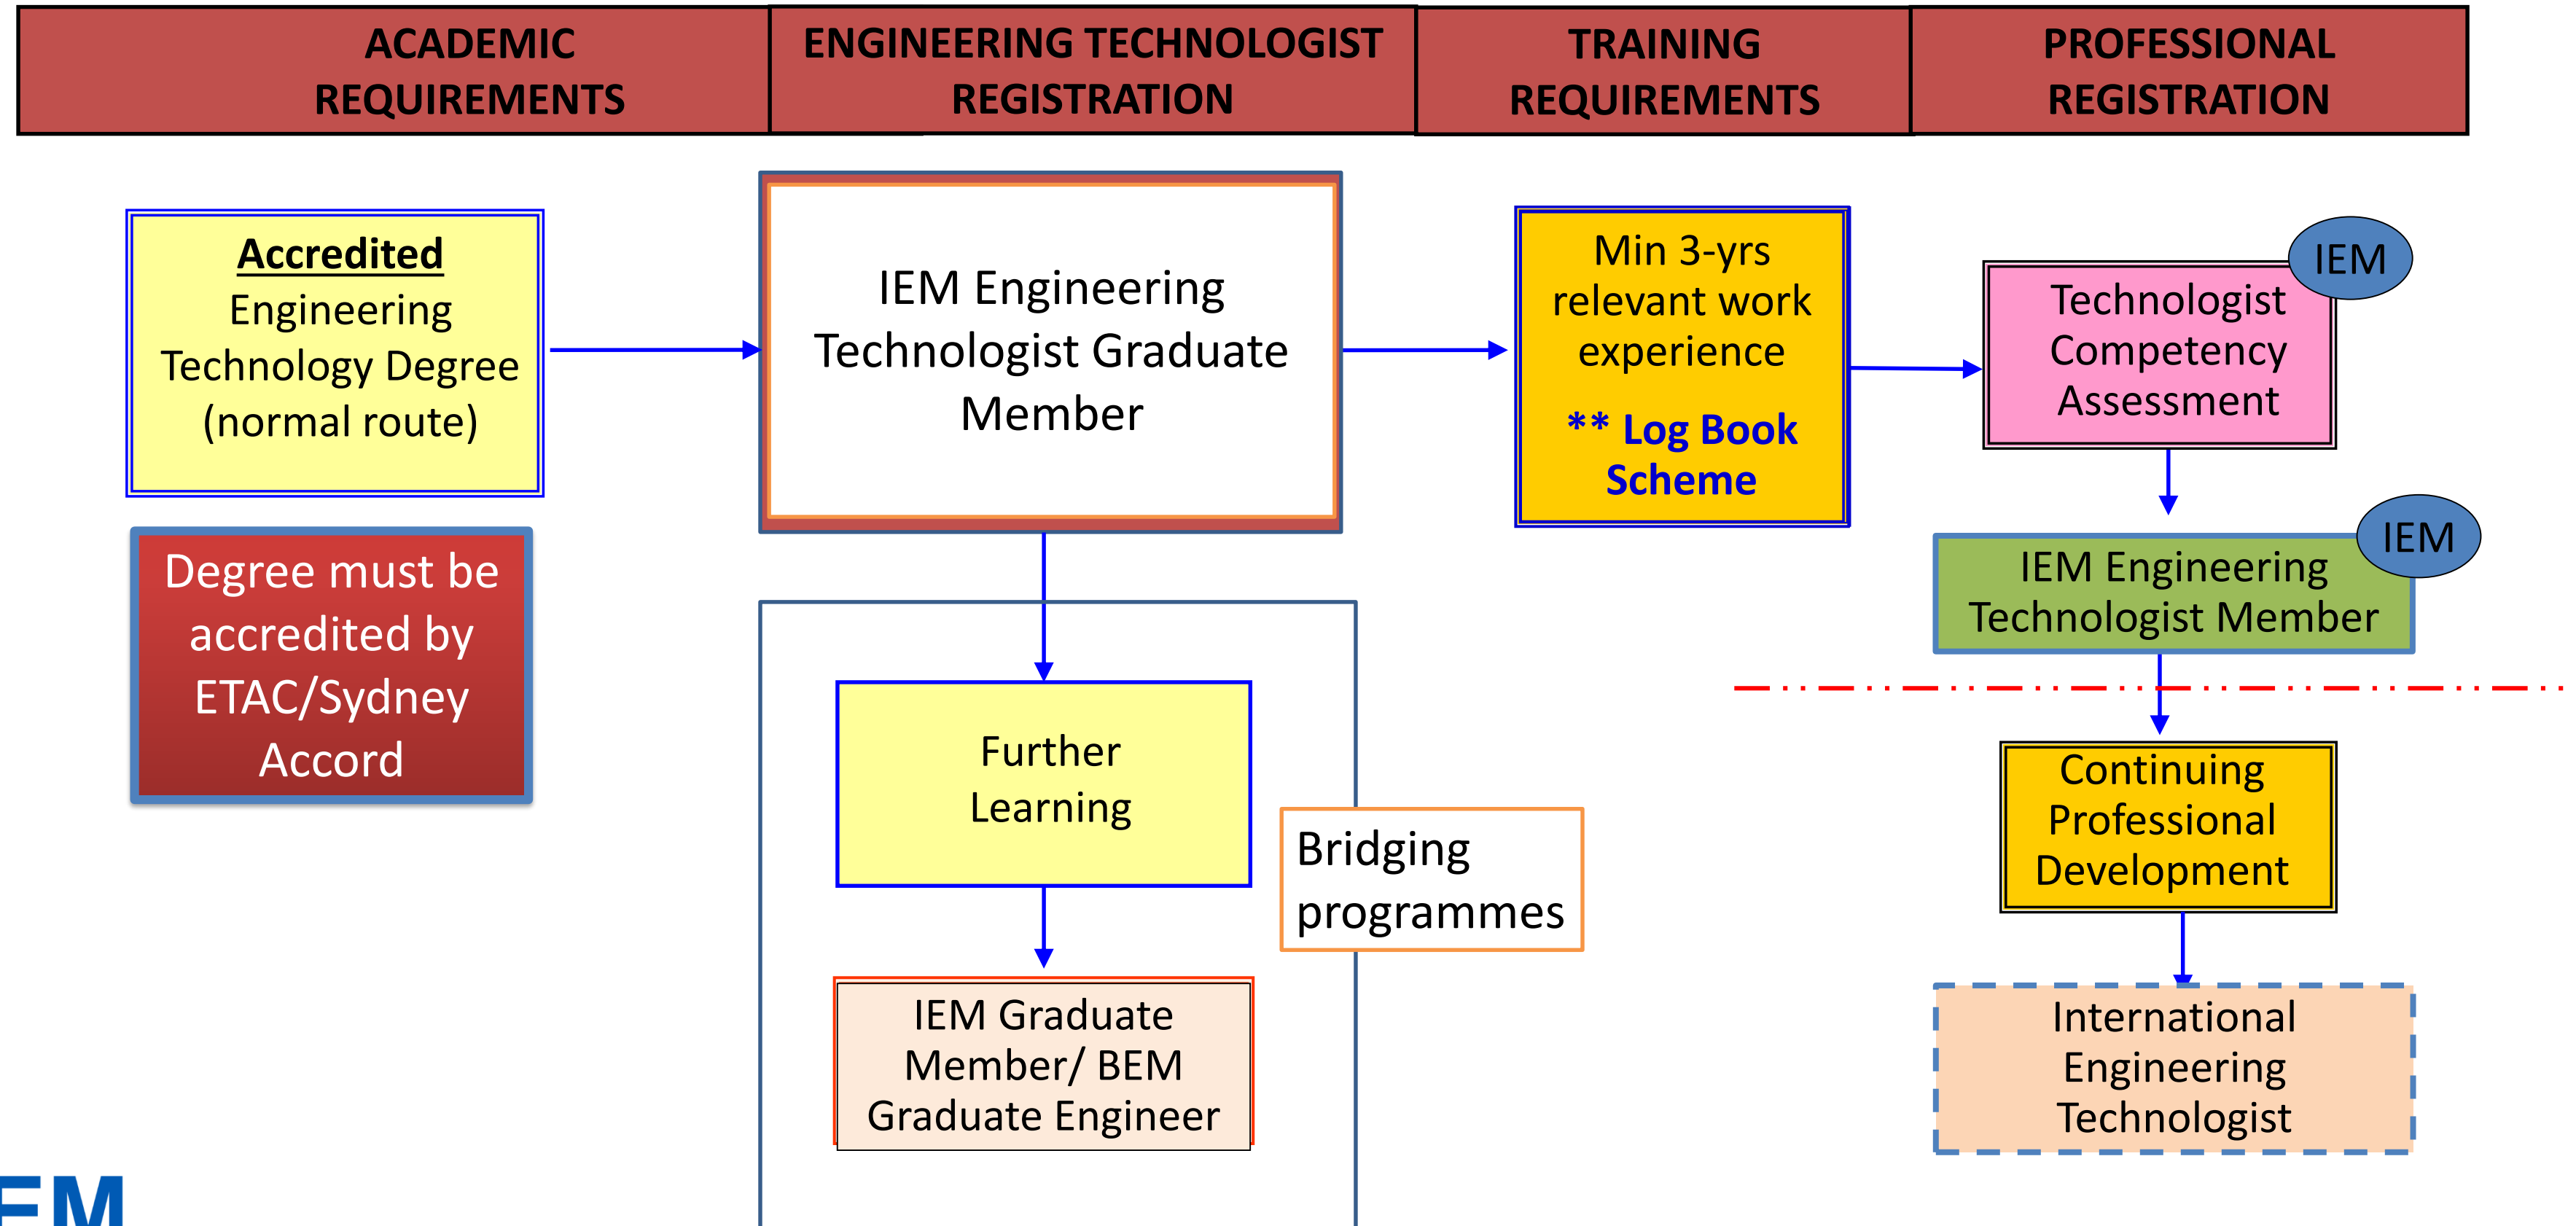 ACADEMIC
REQUIREMENTS
ENGINEERING TECHNOLOGIST
REGISTRATION
TRAINING
REQUIREMENTS
PROFESSIONAL
REGISTRATION
Accredited
Engineering
Technology Degree
(normal route)
Degree must be
accredited by
ETAC/Sydney
Accord
IEM Engineering
Technologist Graduate
Member
Further
Learning
Bridging
programmes
IEM Graduate
Member/ BEM
Graduate Engineer
Min 3-yrs
relevant work
experience
** Log Book
Scheme
IEM
Technologist
Competency
Assessment
IEM
IEM Engineering
Technologist Member
Continuing
Professional
Development
International
Engineering
Technologist